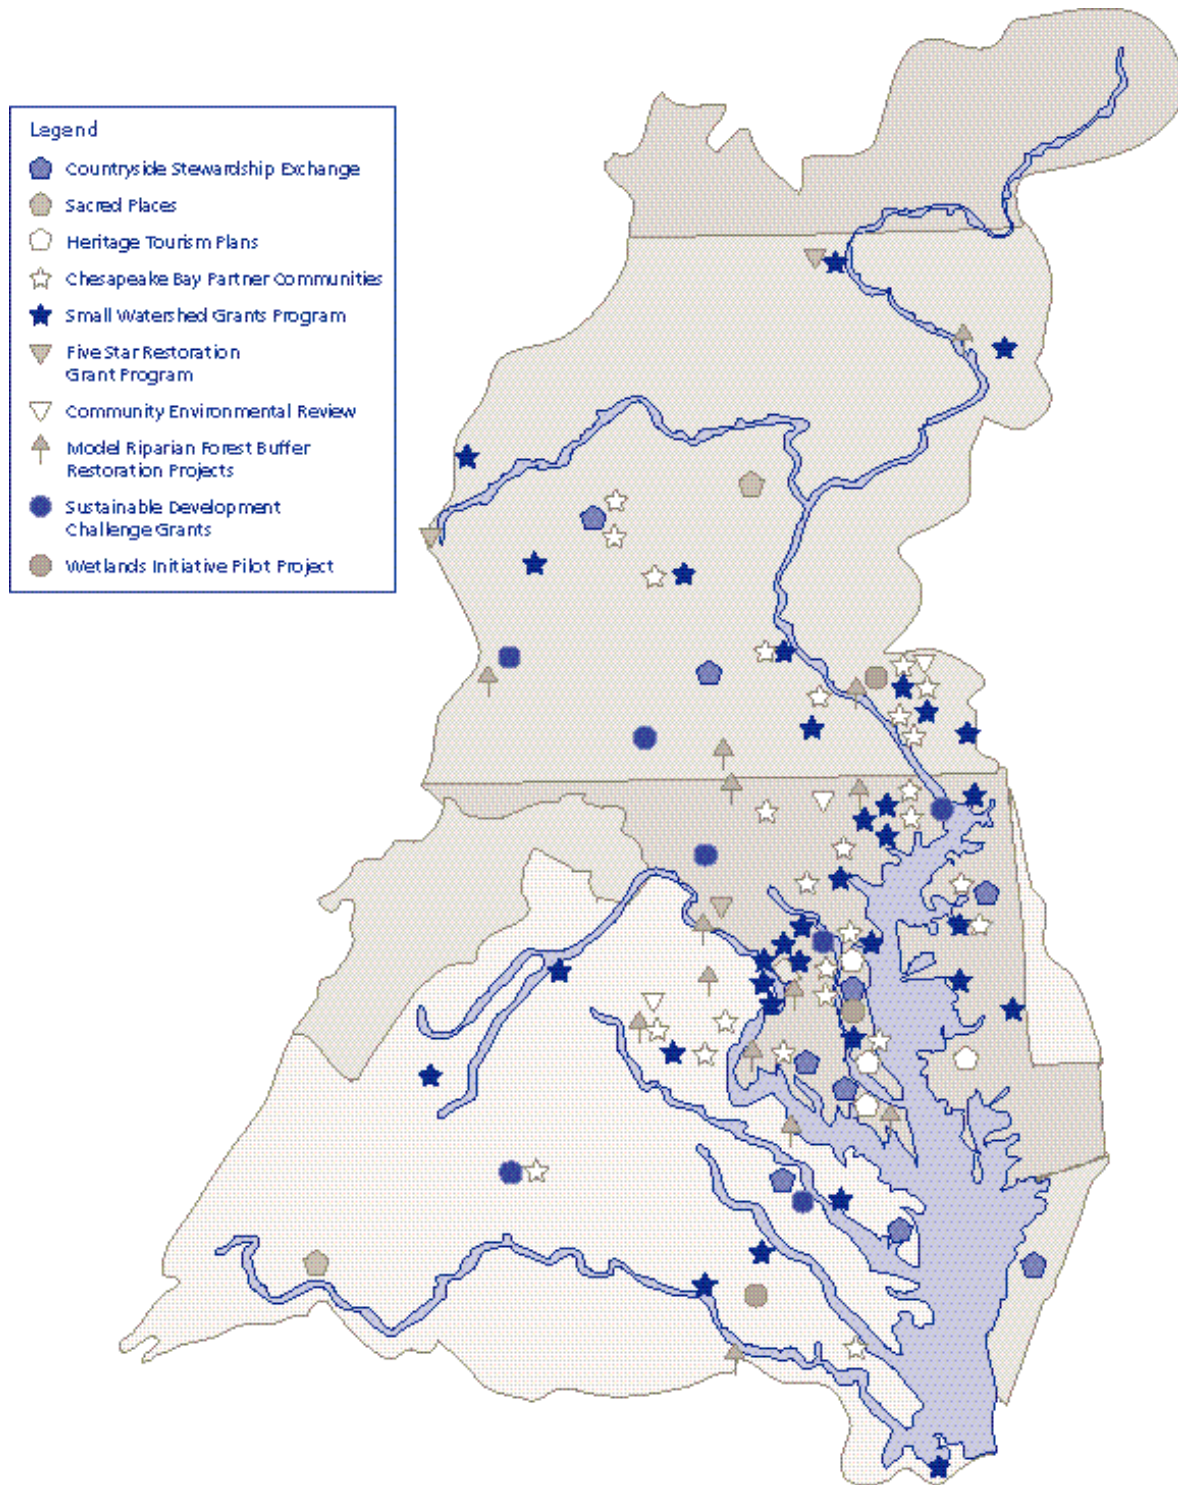 Legend
Countryside Stewardship Exchange
Sacred Places
Heritage Tourism Plans
Chesapeake Bay Partner Communities
Small Watershed Grants Program
Five Star Restoration
Grant Program
Community Environmental Review
Model Riparian Forest Buffer
Restoration Projects
Sustainable Development
Challenge Grants
Wetlands Initiative Pilot Project